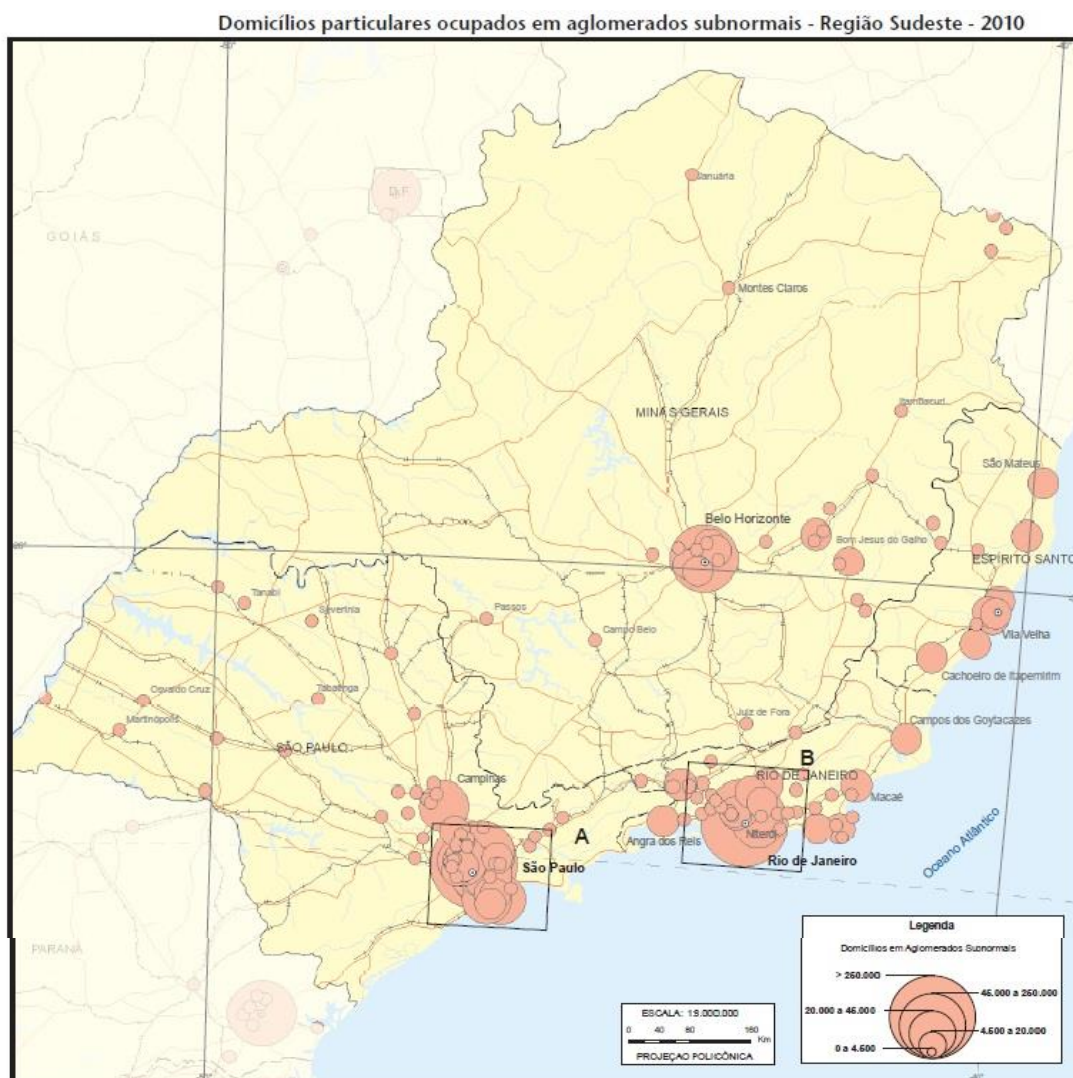 Domicílios particulares ocupados em aglomerados subnormais - Região Sudeste - 2010
D.F.
GOIÁS
Januária
Montes Claros
MINAS GERAIS
São Mateus
Belo Horizonte
Bom Jesus do Galho
ESPÍRITO SANTO
Tanabi
Severínia
Passos
Campo Belo
Vila Velha
Cachoeiro de Itapemirim
Osvaldo Cruz
Tabatinga
Martinópolis
Juiz de Fora
Campos dos Goytacazes
SÃO PAULO
Campinas
B
RIO DE JANEIRO
Macaé
A
Angra dos Reis
Niterói
São Paulo
Rio de Janeiro
Oceano Atlântico
PARANÁ
Legenda
Domicílios em Aglomerados Subnormais
> 250.000
45.000 a 250.000
20.000 a 45.000
4.500 a 20.000
0 a 4.500
ESCALA: 1:9.000.000
0 40 80 160
Km
PROJEÇÃO POLICÔNICA